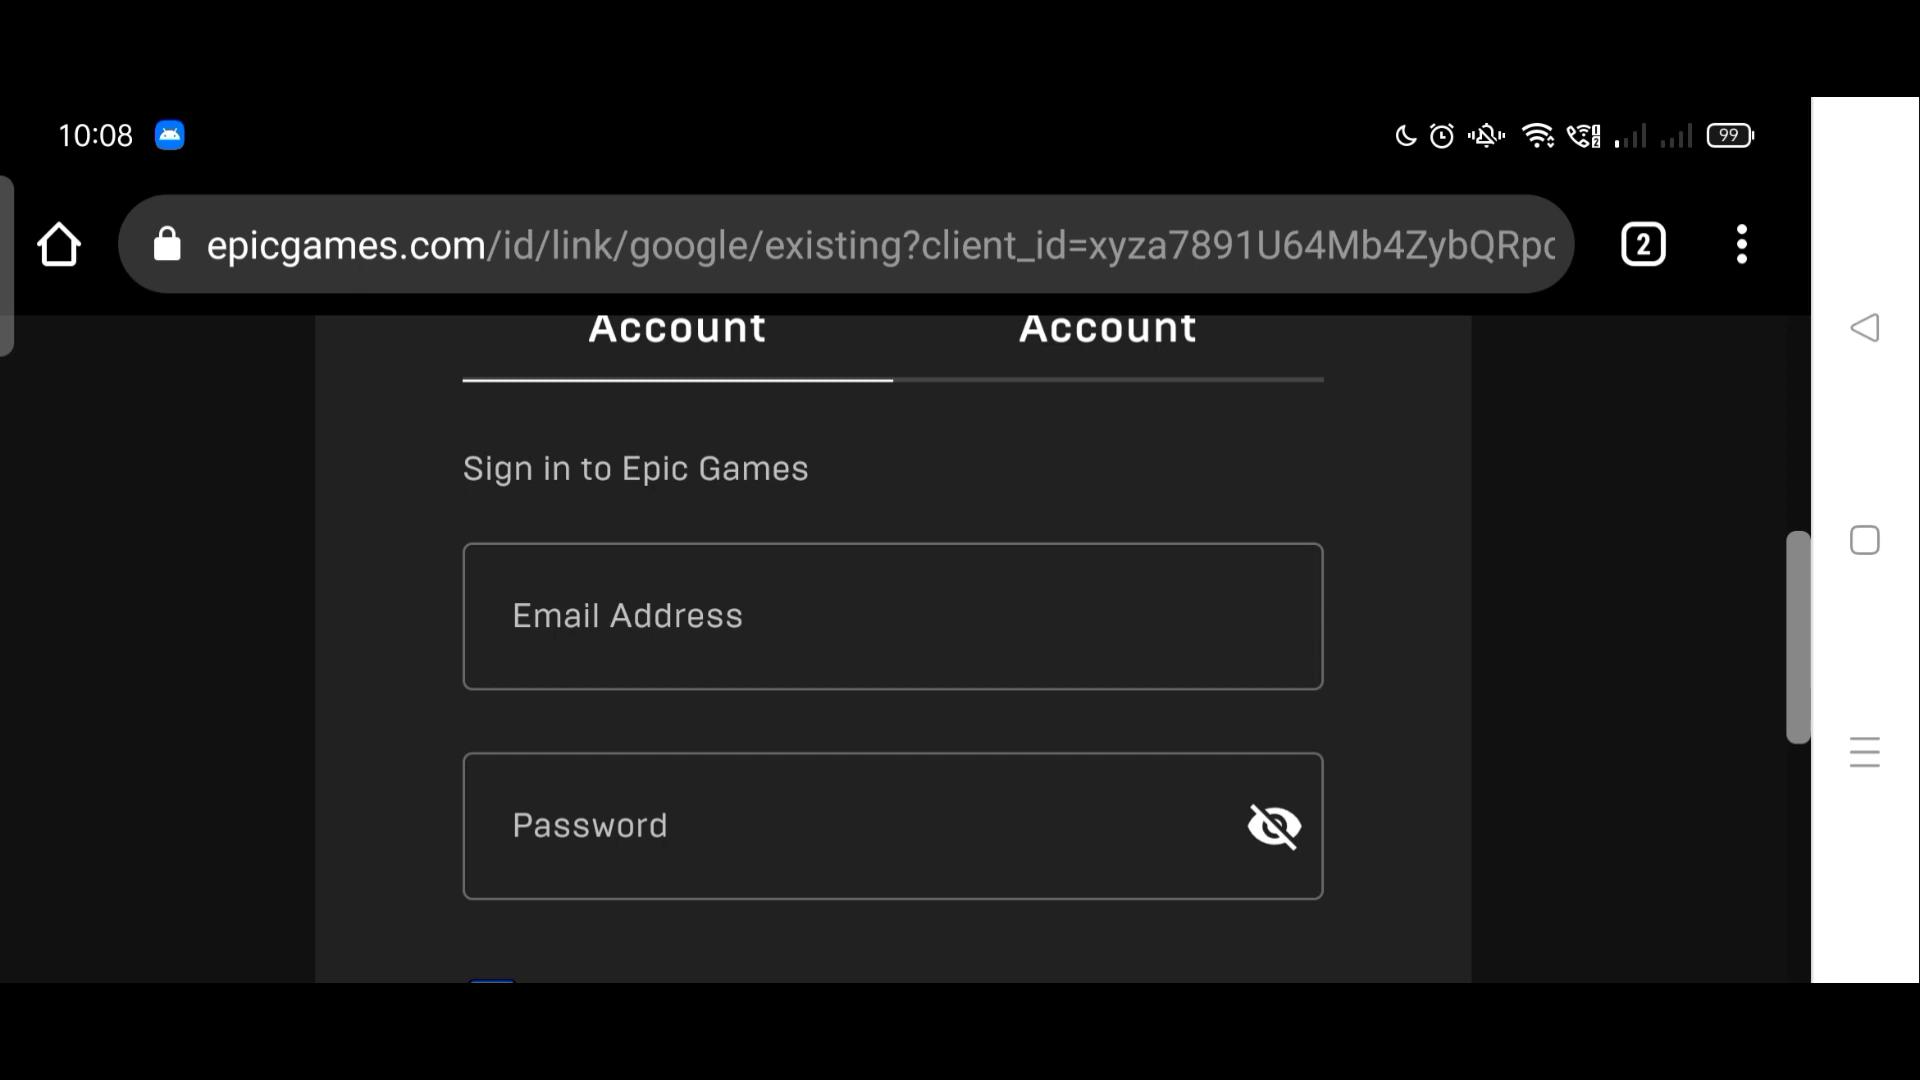 10:08
99
epicgames.com/id/link/google/existing?client_id=xyza7891U64Mb4ZybQRpc
2
Account Account
Sign in to Epic Games
Email Address
Password